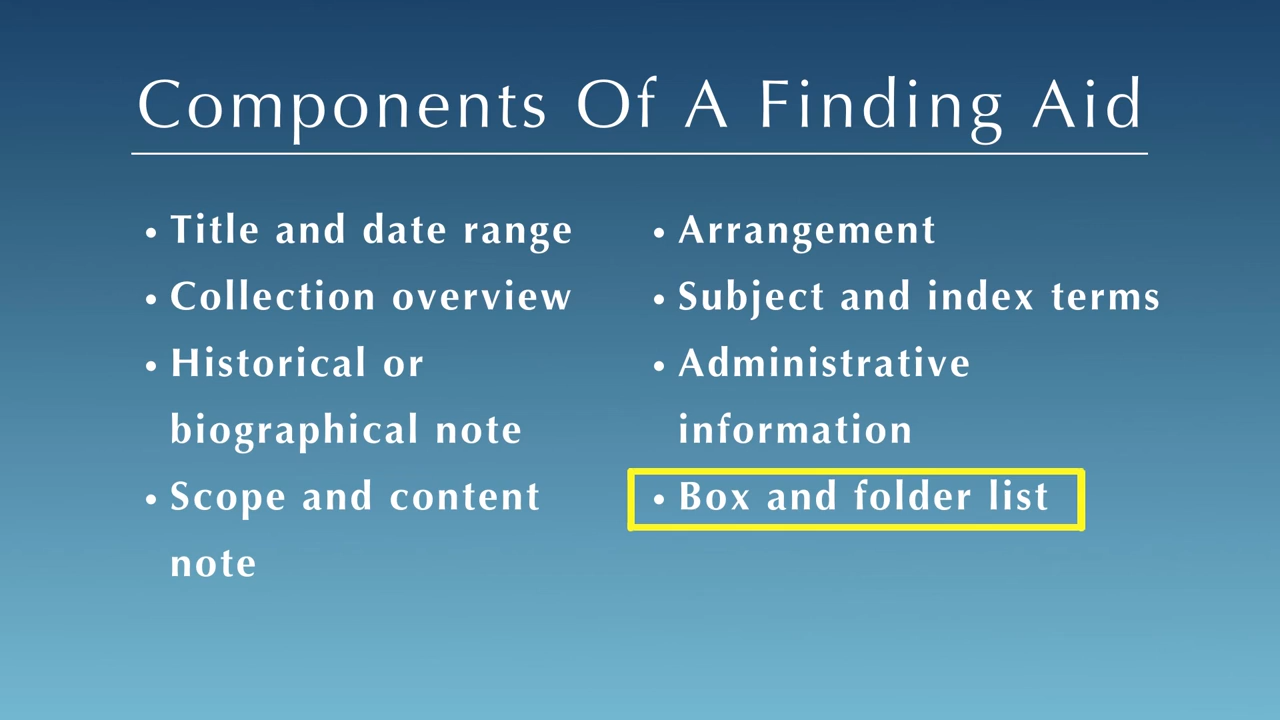 Components Of A Finding Aid
• Title and date range
• Collection overview
• Historical or
biographical note
• Scope and content
note
• Arrangement
• Subject and index terms
• Administrative
information
• Box and folder list